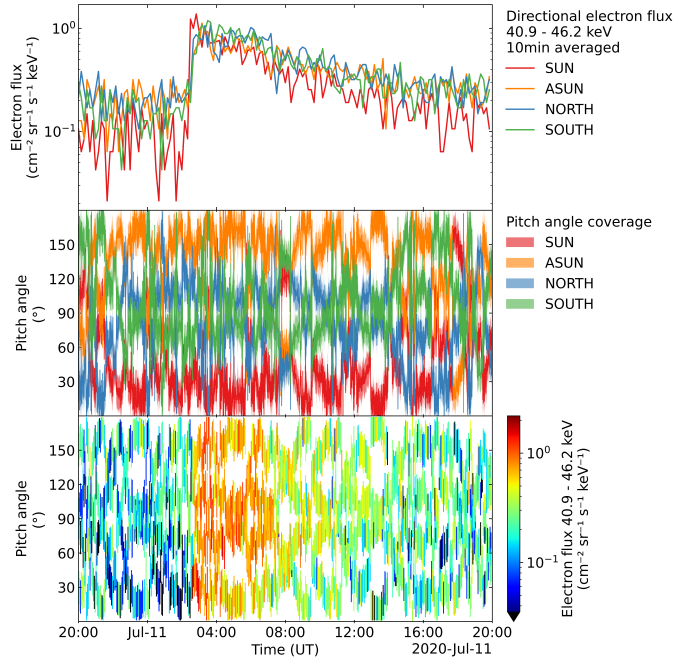 Electron flux
(cm⁻² sr⁻¹ s⁻¹ keV⁻¹)
10⁰
10⁻¹
Directional electron flux
40.9 - 46.2 keV
10min averaged
SUN
ASUN
NORTH
SOUTH
Pitch angle
(°)
150
120
90
60
30
Pitch angle coverage
SUN
ASUN
NORTH
SOUTH
Pitch angle
(°)
150
120
90
60
30
10⁰
10⁻¹
Electron flux 40.9 - 46.2 keV
(cm⁻² sr⁻¹ s⁻¹ keV⁻¹)
20:00 Jul-11 04:00 08:00 12:00 16:00 20:00
Time (UT)
2020-Jul-11